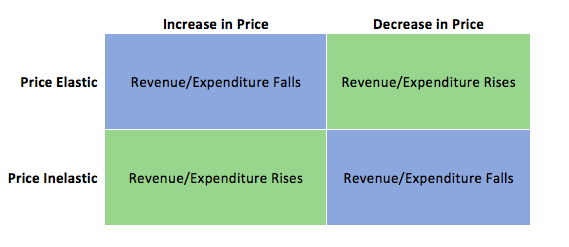 Increase in Price
Decrease in Price
Price Elastic
Revenue/Expenditure Falls
Revenue/Expenditure Rises
Price Inelastic
Revenue/Expenditure Rises
Revenue/Expenditure Falls